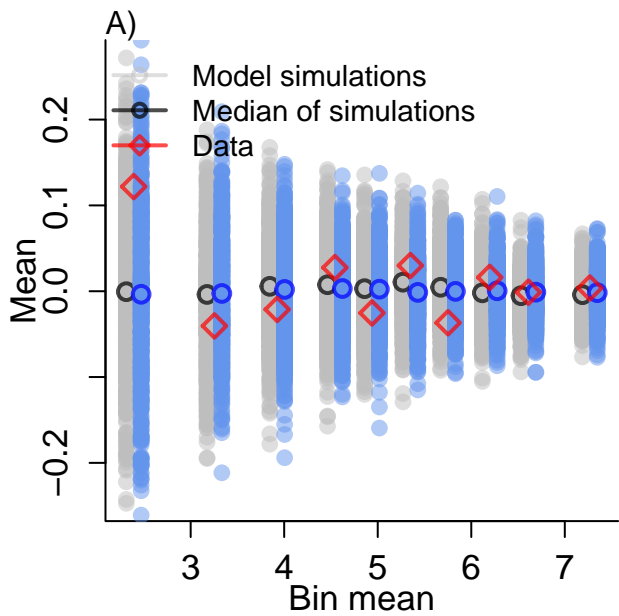 A)
Model simulations
Median of simulations
Data
Mean
0.2
0.1
0.0
−0.2
3 4 5 6 7
Bin mean